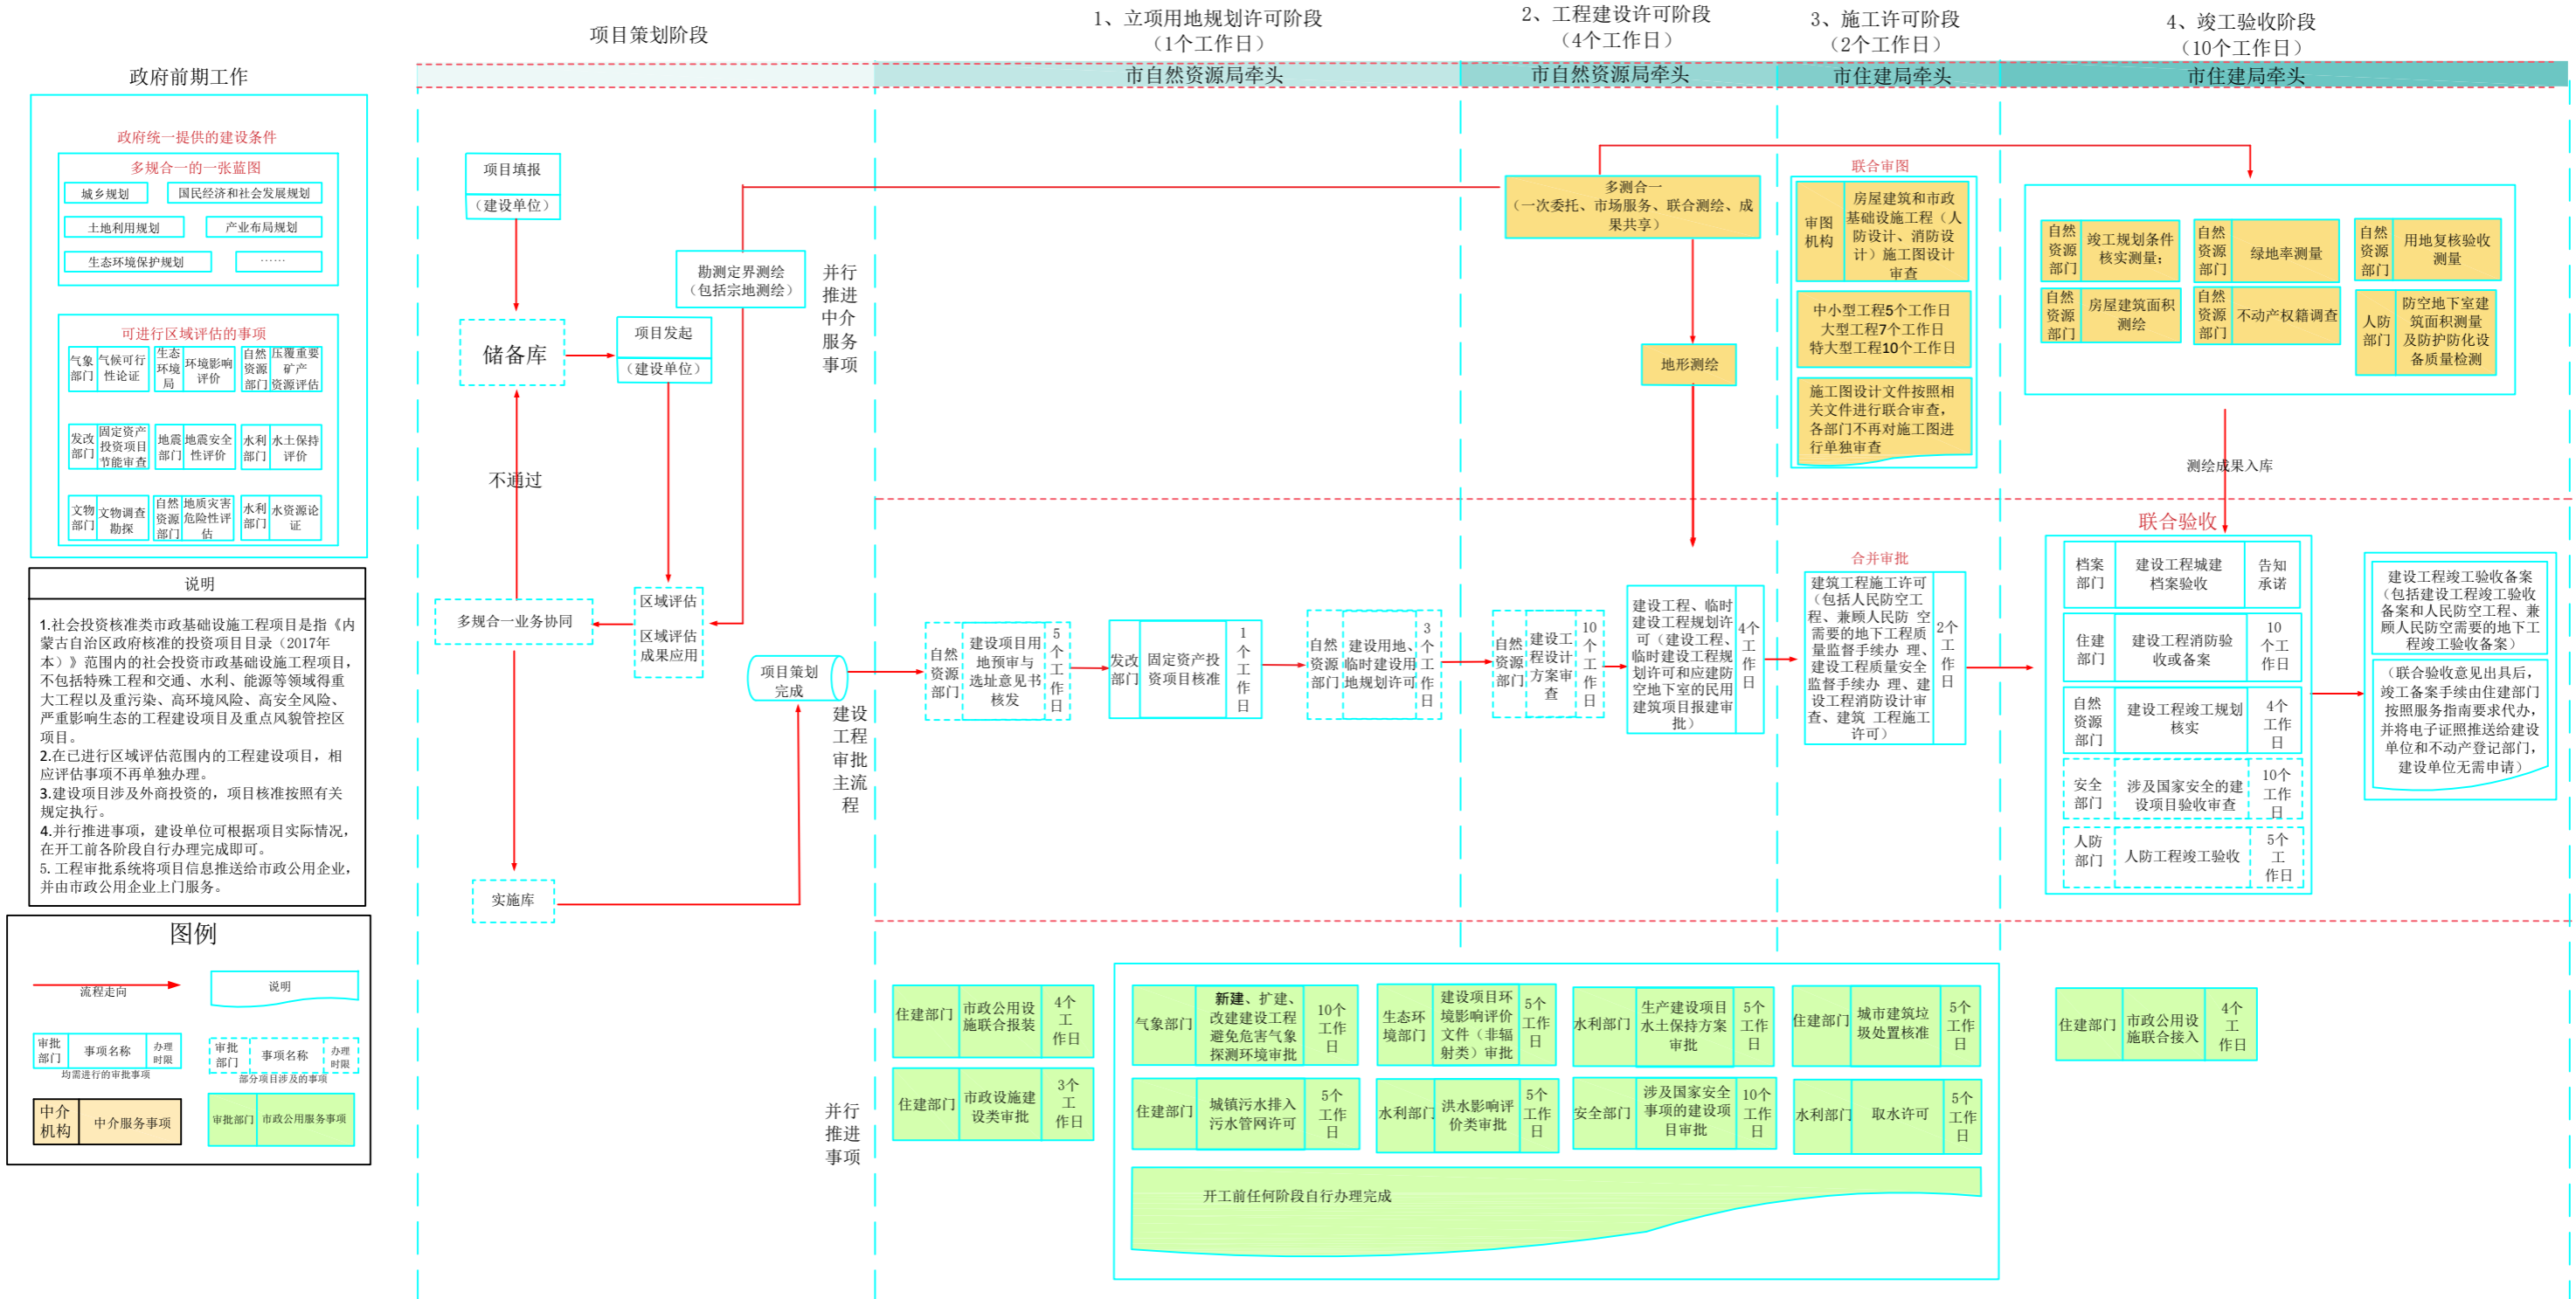 项目策划阶段
1、立项用地规划许可阶段
（1个工作日）
2、工程建设许可阶段
（4个工作日）
3、施工许可阶段
（2个工作日）
4、竣工验收阶段
（10个工作日）
市自然资源局牵头
市自然资源局牵头
市住建局牵头
市住建局牵头
政府前期工作
政府统一提供的建设条件
多规合一的一张蓝图
城乡规划
国民经济和社会发展规划
土地利用规划
产业布局规划
生态环境保护规划
……
可进行区域评估的事项
气象
部门
气候可行
性论证
生态
环境
局
环境影响
评价
自然
资源
部门
压覆重要
矿产
资源评估
发改
部门
固定资产
投资项目
节能审查
地震
部门
地震安全
性评价
水利
部门
水土保持
评价
文物
部门
文物调查
勘探
自然
资源
部门
地质灾害
危险性评
估
水利
部门
水资源论
证
说明
1.社会投资核准类市政基础设施工程项目是指《内
蒙古自治区政府核准的投资项目目录（2017年
本）》范围内的社会投资市政基础设施工程项目，
不包括特殊工程和交通、水利、能源等领域得重
大工程以及重污染、高环境风险、高安全风险、
严重影响生态的工程建设项目及重点风貌管控区
项目。
2.在已进行区域评估范围内的工程建设项目，相
应评估事项不再单独办理。
3.建设项目涉及外商投资的，项目核准按照有关
规定执行。
4.并行推进事项，建设单位可根据项目实际情况，
在开工前各阶段自行办理完成即可。
5. 工程审批系统将项目信息推送给市政公用企业，
并由市政公用企业上门服务。
图例
流程走向
说明
审批
部门
事项名称
办理
时限
均需进行的审批事项
审批
部门
事项名称
办理
时限
部分项目涉及的事项
中介
机构
中介服务事项
审批部门
市政公用服务事项
项目填报
（建设单位）
储备库
项目发起
（建设单位）
勘测定界测绘
（包括宗地测绘）
并行
推进
中介
服务
事项
不通过
多规合一业务协同
区域评估
区域评估
成果应用
实施库
项目策划
完成
建设
工程
审批
主流
程
多测合一
（一次委托、市场服务、联合测绘、成
果共享）
地形测绘
联合审图
审图
机构
房屋建筑和市政
基础设施工程（人
防设计、消防设
计）施工图设计
审查
中小型工程5个工作日
大型工程7个工作日
特大型工程10个工作日
施工图设计文件按照相
关文件进行联合审查，
各部门不再对施工图进
行单独审查
自然
资源
部门
竣工规划条件
核实测量；
自然
资源
部门
绿地率测量
自然
资源
部门
用地复核验收
测量
自然
资源
部门
房屋建筑面积
测绘
自然
资源
部门
不动产权籍调查
人防
部门
防空地下室建
筑面积测量
及防护防化设
备质量检测
测绘成果入库
自然
资源
部门
建设项目用
地预审与
选址意见书
核发
5
个
工
作
日
发改
部门
固定资产投
资项目核准
1
个
工
作
日
自然
资源
部门
建设用地、
临时建设用
地规划许可
3
个
工
作
日
自然
资源
部门
建设工
程设计
方案审
查
10
个
工
作
日
建设工程、临时
建设工程规划许
可（建设工程、
临时建设工程规
划许可和应建防
空地下室的民用
建筑项目报建审
批）
4个
工
作
日
合并审批
建筑工程施工许可
（包括人民防空工
程、兼顾人民防 空
需要的地下工程质
量监督手续办 理、
建设工程质量安全
监督手续办 理、建
设工程消防设计审
查、建筑 工程施工
许可）
2个
工
作
日
联合验收
档案
部门
建设工程城建
档案验收
告知
承诺
住建
部门
建设工程消防验
收或备案
10
个工
作日
自然
资源
部门
建设工程竣工规划
核实
4个
工作
日
安全
部门
涉及国家安全的建
设项目验收审查
10个
工作
日
人防
部门
人防工程竣工验收
5个
工
作日
建设工程竣工验收备案
（包括建设工程竣工验收
备案和人民防空工程、兼
顾人民防空需要的地下工
程竣工验收备案）
（联合验收意见出具后，
竣工备案手续由住建部门
按照服务指南要求代办，
并将电子证照推送给建设
单位和不动产登记部门，
建设单位无需申请）
并行
推进
事项
住建部门
市政公用设
施联合报装
4个
工
作日
住建部门
市政设施建
设类审批
3个
工
作日
气象部门
新建、扩建、
改建建设工程
避免危害气象
探测环境审批
10个
工作
日
生态环
境部门
建设项目环
境影响评价
文件（非辐
射类）审批
5个
工作
日
水利部门
生产建设项目
水土保持方案
审批
5个
工作
日
住建部门
城市建筑垃
圾处置核准
5个
工作
日
住建部门
城镇污水排入
污水管网许可
5个
工作
日
水利部门
洪水影响评
价类审批
5个
工作
日
安全部门
涉及国家安全
事项的建设项
目审批
10个
工作
日
水利部门
取水许可
5个
工作
日
开工前任何阶段自行办理完成
住建部门
市政公用设
施联合接入
4个
工
作日